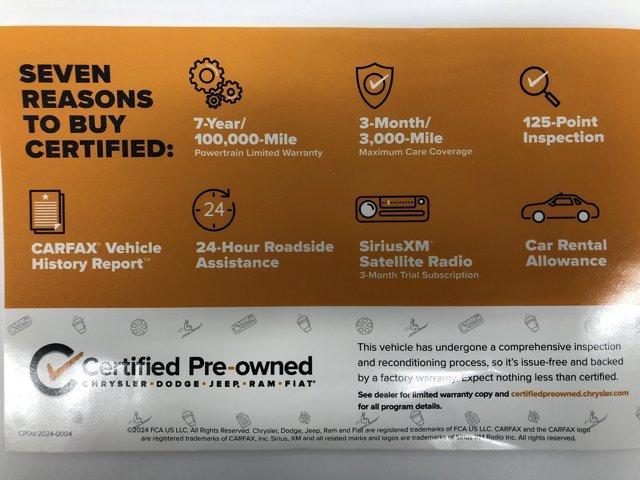 SEVEN
REASONS
TO BUY
CERTIFIED:
7-Year/
100,000-Mile
Powertrain Limited Warranty
3-Month/
3,000-Mile
Maximum Care Coverage
125-Point
Inspection
CARFAX® Vehicle
History Report™
24
24-Hour Roadside
Assistance
SiriusXM®
Satellite Radio
3-Month Trial Subscription
Car Rental
Allowance
Certified Pre-owned
CHRYSLER • DODGE • JEEP® • RAM • FIAT®
This vehicle has undergone a comprehensive inspection
and reconditioning process, so it's issue-free and backed
by a factory warranty. Expect nothing less than certified.
See dealer for limited warranty copy and certifiedpreowned.chrysler.com
for all program details.
CPOV-2024-0004
©2024 FCA US LLC. All Rights Reserved. Chrysler, Dodge, Jeep, Ram and Fiat are registered trademarks of FCA US LLC. CARFAX and the CARFAX logo
are registered trademarks of CARFAX, Inc. Sirius, XM and all related marks and logos are trademarks of Sirius XM Radio Inc. All rights reserved.